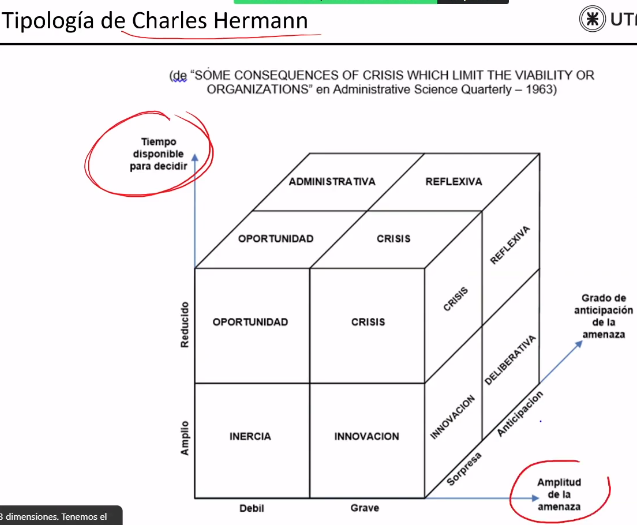 Tipología de Charles Hermann
(de "SOME CONSEQUENCES OF CRISIS WHICH LIMIT THE VIABILITY OR
ORGANIZATIONS" en Administrative Science Quarterly – 1963)
Tiempo
disponible
para decidir
ADMINISTRATIVA
REFLEXIVA
OPORTUNIDAD
CRISIS
REFLEXIVA
CRISIS
Reducido
OPORTUNIDAD
CRISIS
Grado de
anticipación
de la
amenaza
DELIBERATIVA
INNOVACION
Amplio
INERCIA
INNOVACION
Anticipacion
Sorpresa
Amplitud
de la
amenaza
Debil
Grave
3 dimensiones. Tenemos el